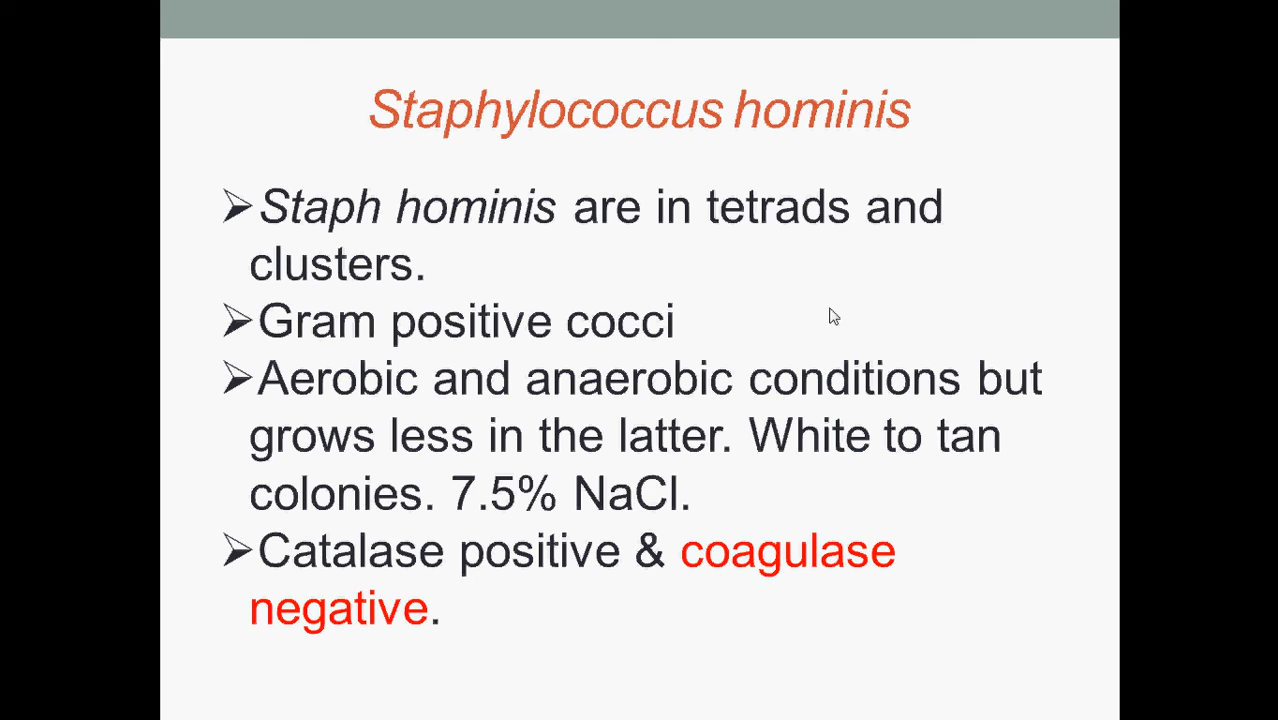 Staphylococcus hominis
➢Staph hominis are in tetrads and
clusters.
➢Gram positive cocci
➢Aerobic and anaerobic conditions but
grows less in the latter. White to tan
colonies. 7.5% NaCl.
➢Catalase positive & coagulase
negative.